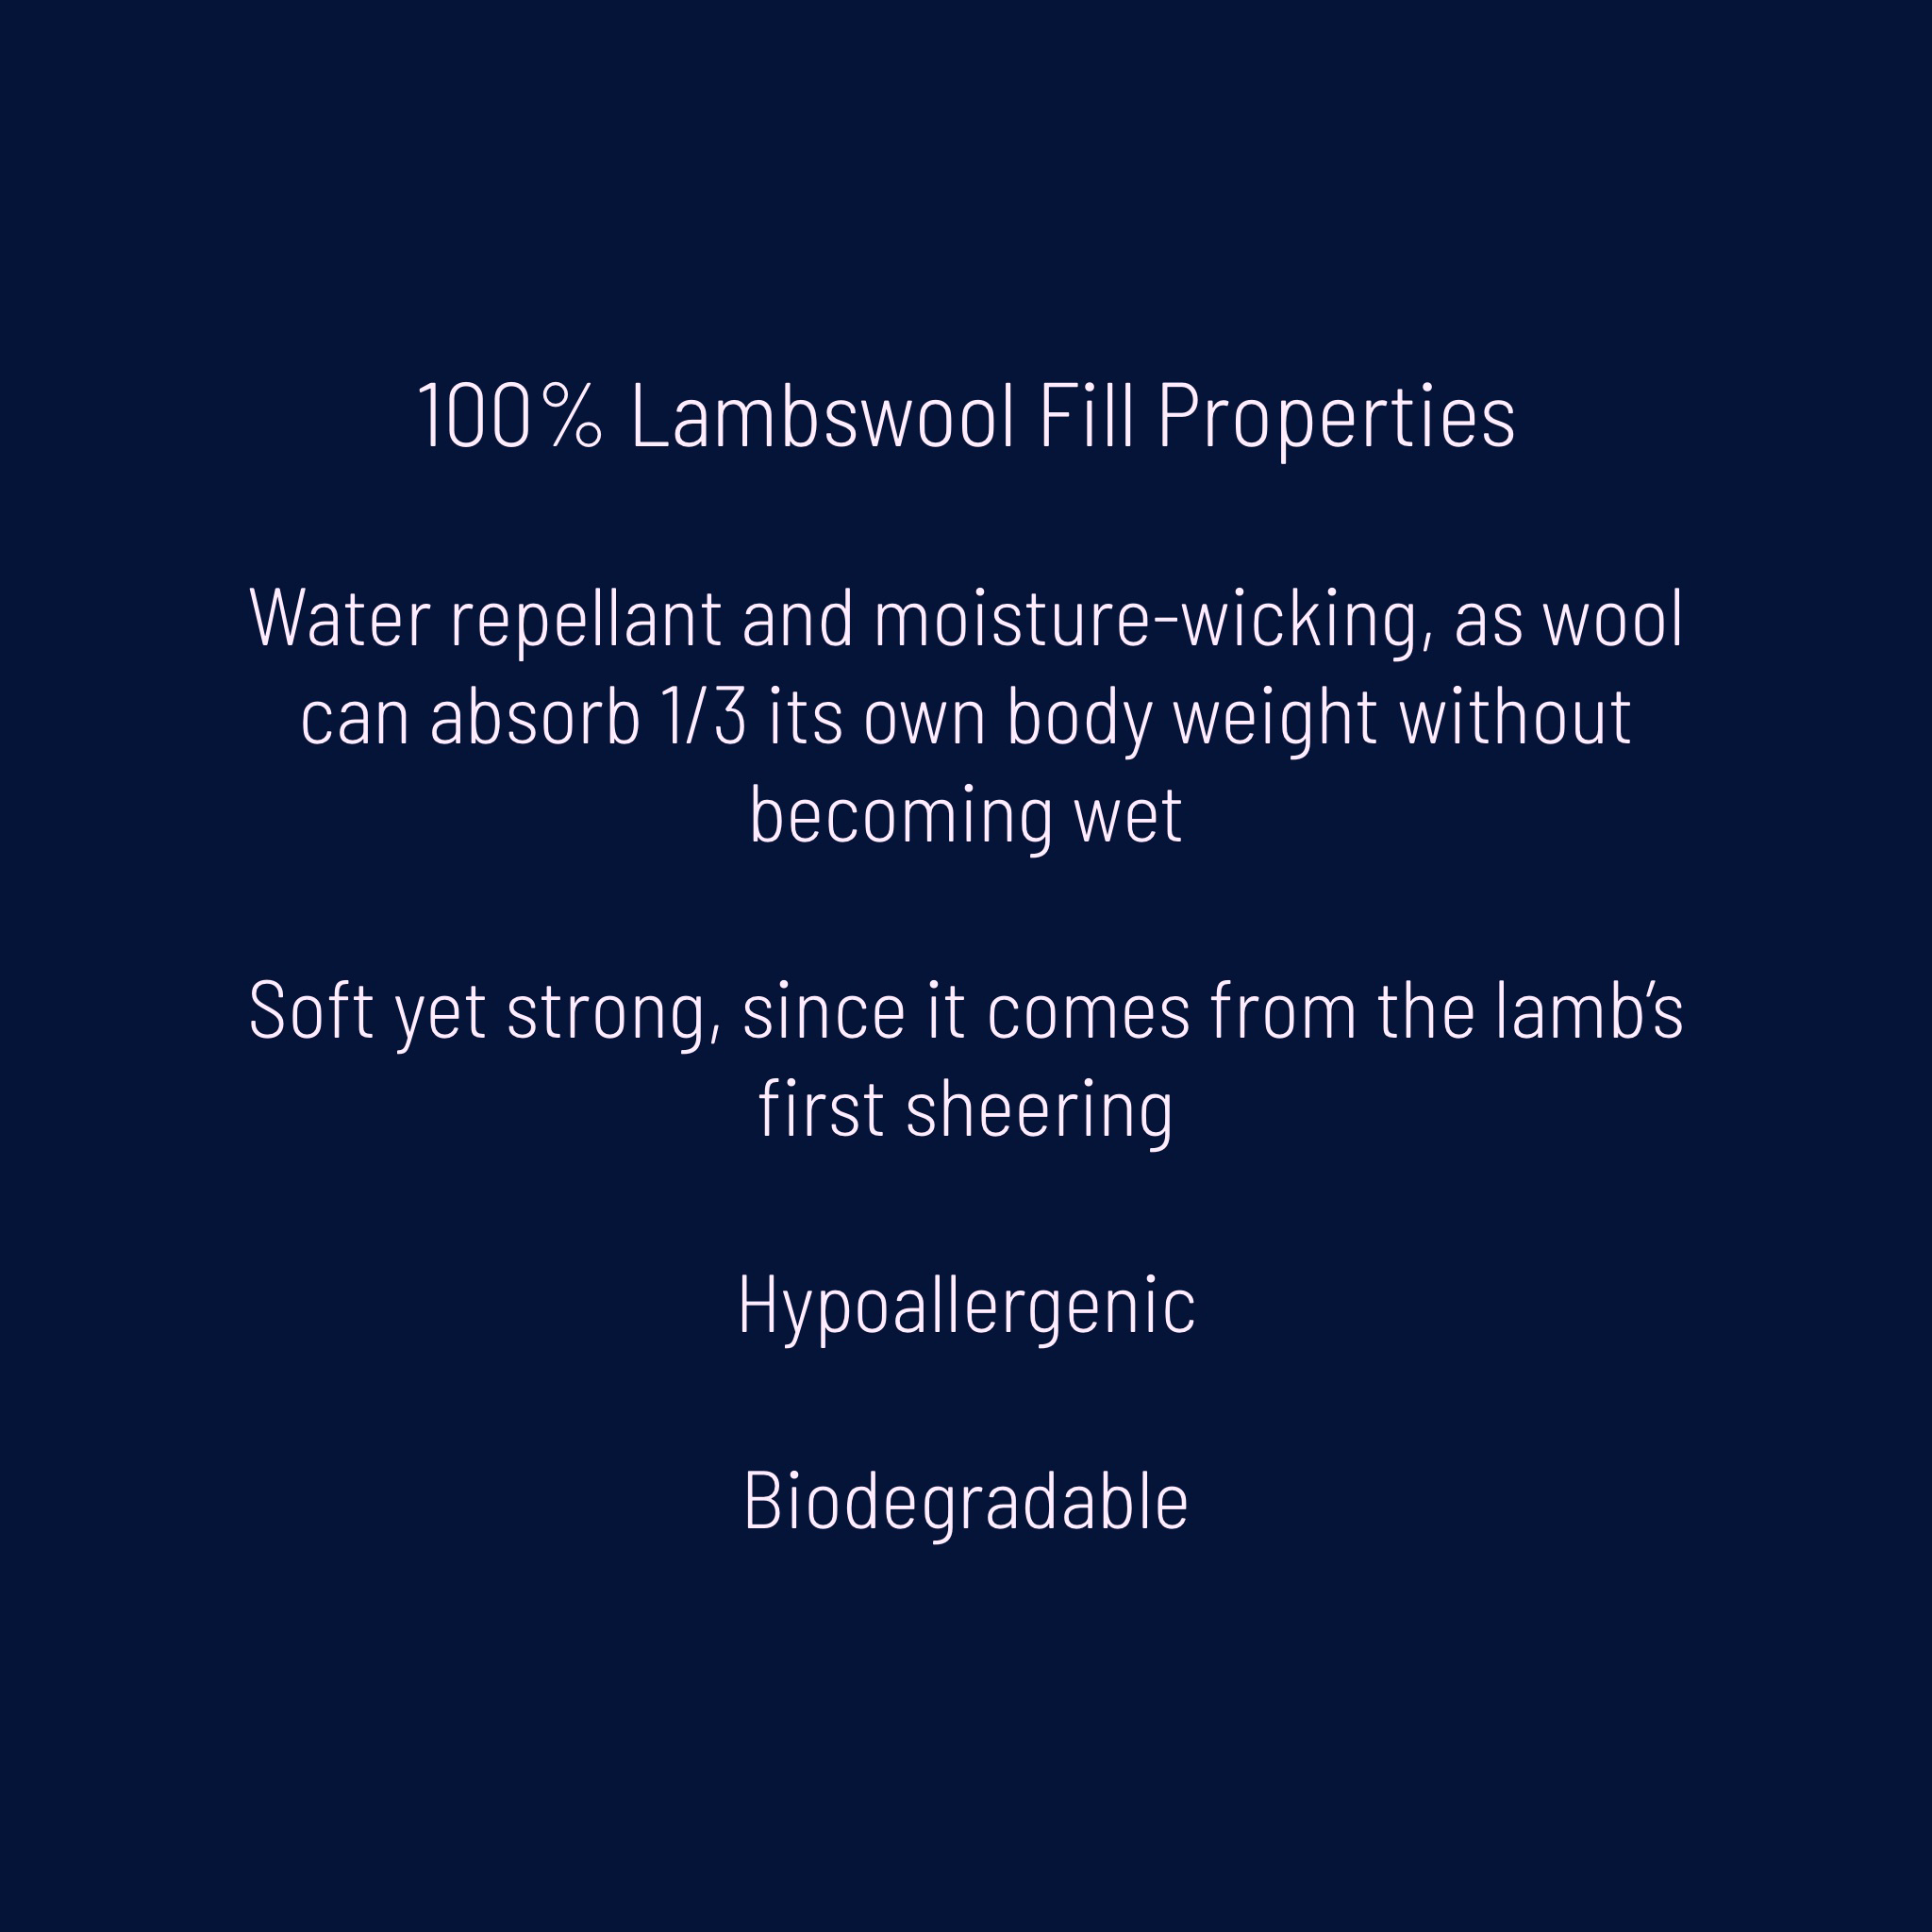 100% Lambswool Fill Properties
Water repellant and moisture-wicking, as wool
can absorb 1/3 its own body weight without
becoming wet
Soft yet strong, since it comes from the lamb's
first sheering
Hypoallergenic
Biodegradable